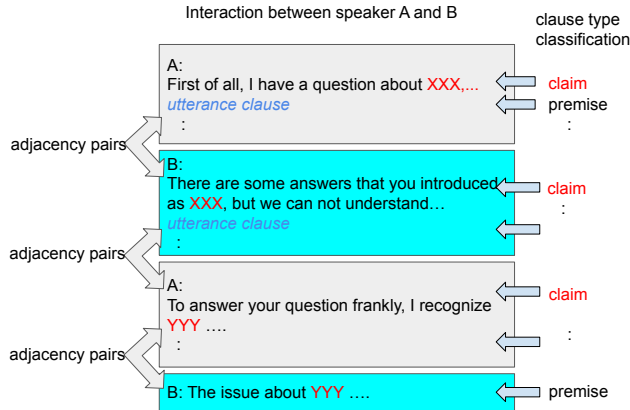 Interaction between speaker A and B
clause type
classification
A:
First of all, I have a question about XXX,...
utterance clause
:
claim
premise
:
adjacency pairs
B:
There are some answers that you introduced
as XXX, but we can not understand…
utterance clause
:
claim
:
adjacency pairs
A:
To answer your question frankly, I recognize
YYY ….
:
claim
:
adjacency pairs
B: The issue about YYY ….
premise